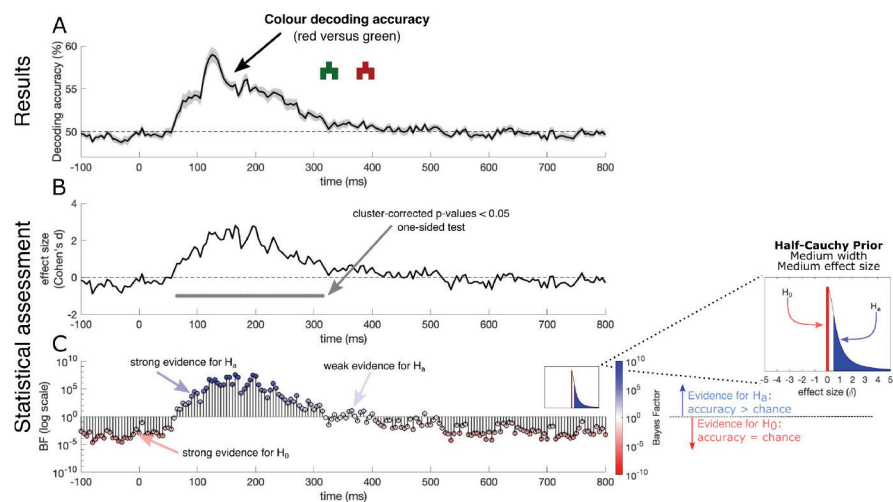 Results
A
Colour decoding accuracy
(red versus green)
Decoding accuracy (%)
60
55
50
-100 0 100 200 300 400 500 600 700 800
time (ms)
Statistical assessment
B
cluster-corrected p-values < 0.05
one-sided test
effect size
(Cohen's d)
4
2
0
-2
-100 0 100 200 300 400 500 600 700 800
time (ms)
C
strong evidence for Ha
weak evidence for Ha
strong evidence for H0
BF (log scale)
10^10
10^5
10^0
10^-5
10^-10
-100 0 100 200 300 400 500 600 700 800
time (ms)
10^10
10^5
10^0
10^-5
10^-10
Bayes Factor
Half-Cauchy Prior
Medium width
Medium effect size
H0
Ha
-5 -4 -3 -2 -1 0 1 2 3 4 5
effect size (δ)
Evidence for Ha:
accuracy > chance
Evidence for H0:
accuracy = chance